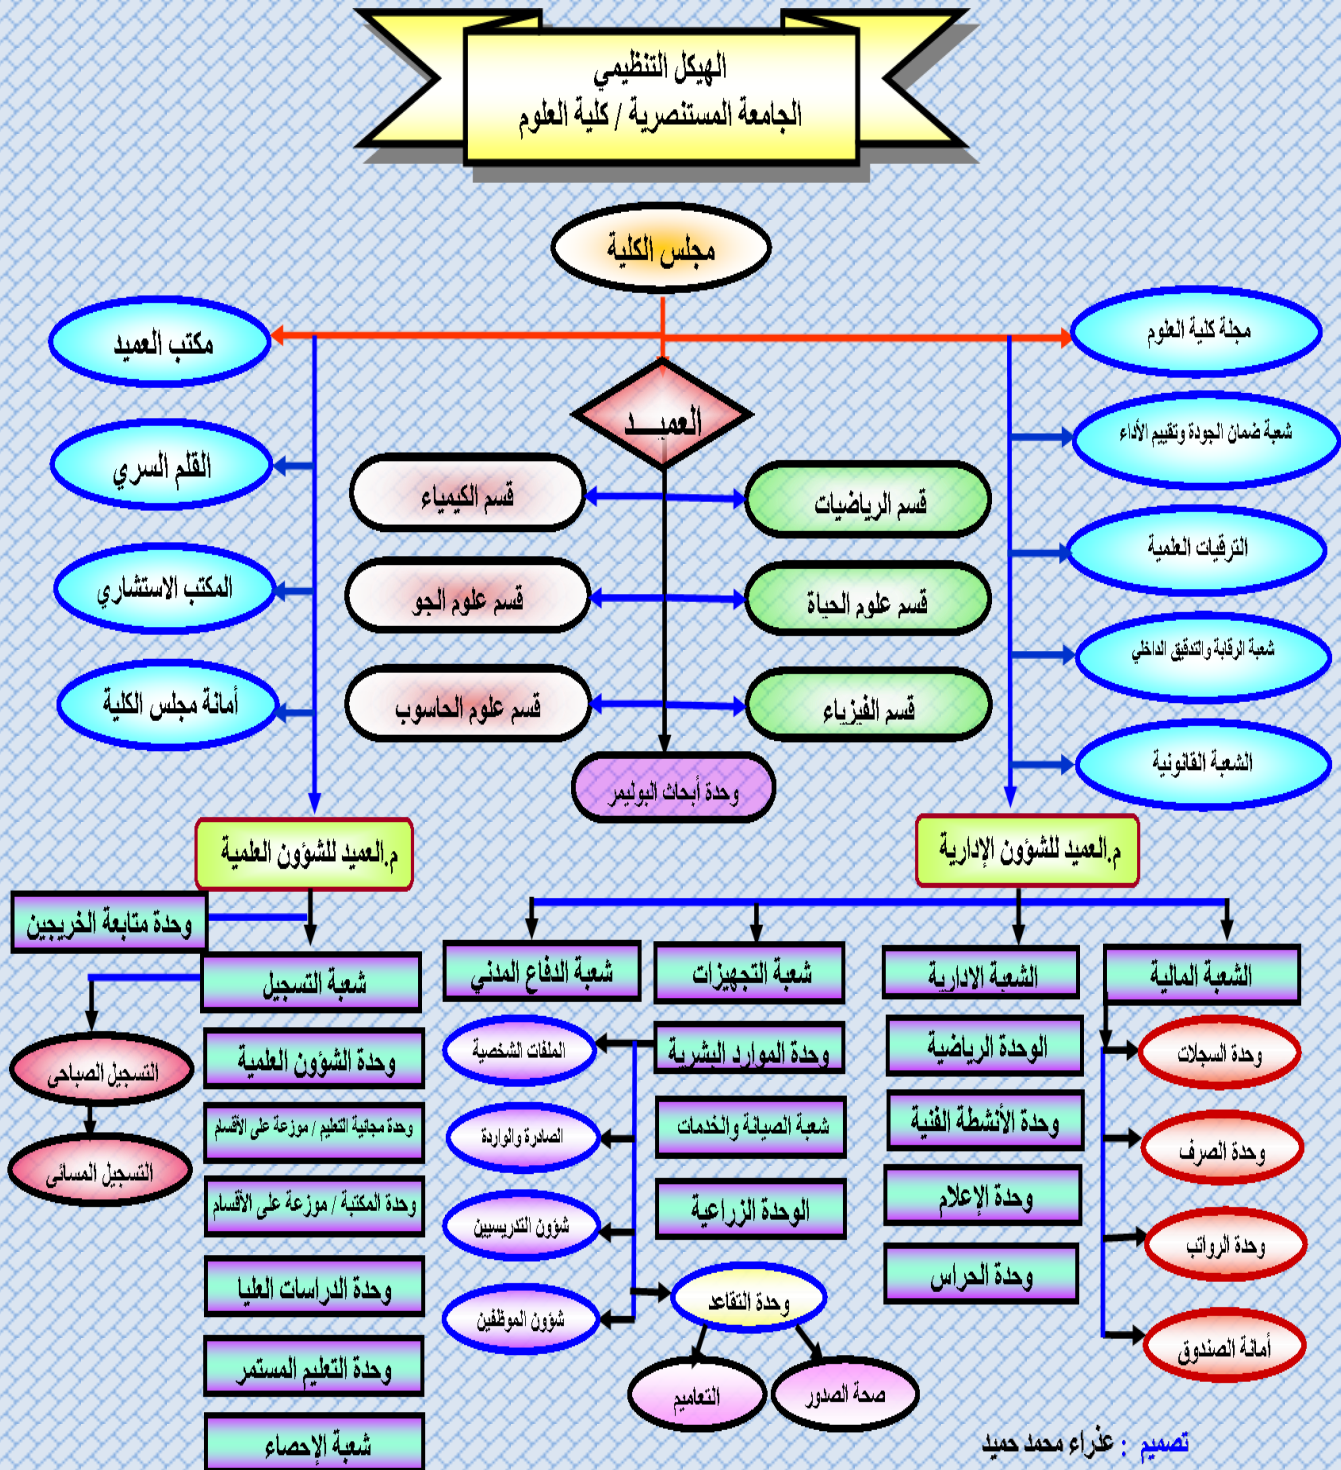 الهيكل التنظيمي
الجامعة المستنصرية / كلية العلوم
مجلس الكلية
مجلة كلية العلوم
مكتب العميد
العميــــد
شعبة ضمان الجودة وتقييم الأداء
القلم السري
قسم الرياضيات
قسم الكيمياء
الترقيات العلمية
المكتب الاستشاري
قسم علوم الحياة
قسم علوم الجو
شعبة الرقابة والتدقيق الداخلي
أمانة مجلس الكلية
قسم الفيزياء
قسم علوم الحاسوب
الشعبة القانونية
وحدة أبحاث البوليمر
م.العميد للشؤون الإدارية
م.العميد للشؤون العلمية
الشعبة المالية
الشعبة الادارية
شعبة التجهيزات
شعبة الدفاع المدني
وحدة متابعة الخريجين
شعبة التسجيل
وحدة السجلات
الوحدة الرياضية
وحدة الموارد البشرية
الملفات الشخصية
وحدة الشؤون العلمية
التسجيل الصباحى
وحدة الصرف
وحدة الأنشطة الفنية
شعبة الصيانة والخدمات
الصادرة والواردة
وحدة مجانية التعليم / موزعة على الأقسام
التسجيل المسائى
وحدة الإعلام
الوحدة الزراعية
شؤون التدريسيين
وحدة المكتبة / موزعة على الأقسام
وحدة الرواتب
وحدة الحراس
وحدة التقاعد
شؤون الموظفين
وحدة الدراسات العليا
أمانة الصندوق
صحة الصدور
التعاميم
وحدة التعليم المستمر
شعبة الإحصاء
تصميم : عذراء محمد حميد